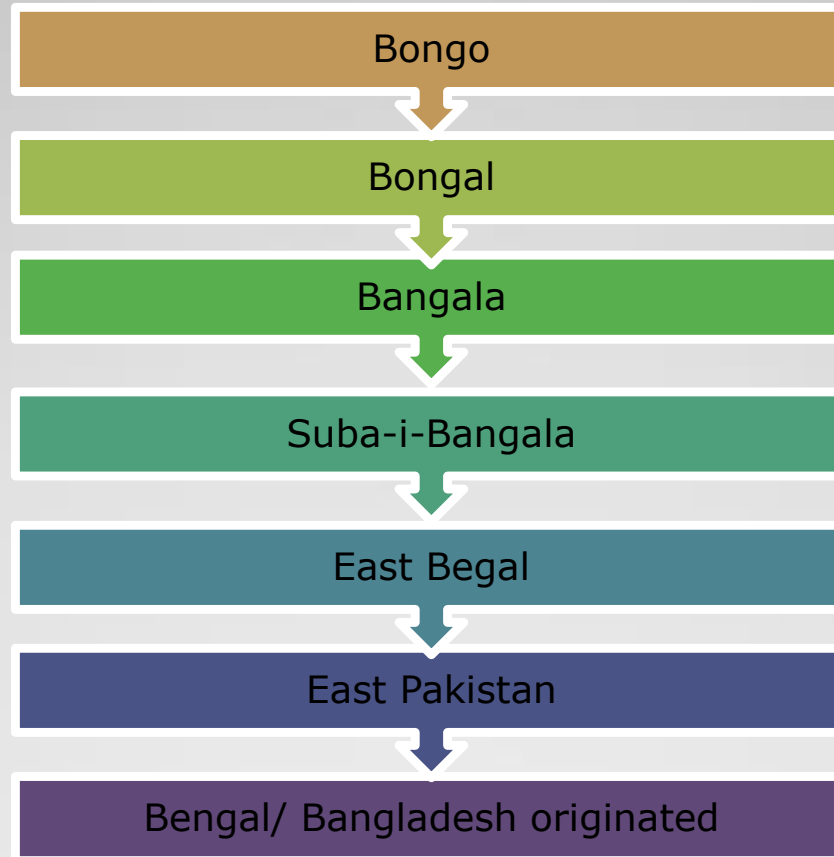 Bongo
Bongal
Bangala
Suba-i-Bangala
East Begal
East Pakistan
Bengal/ Bangladesh originated